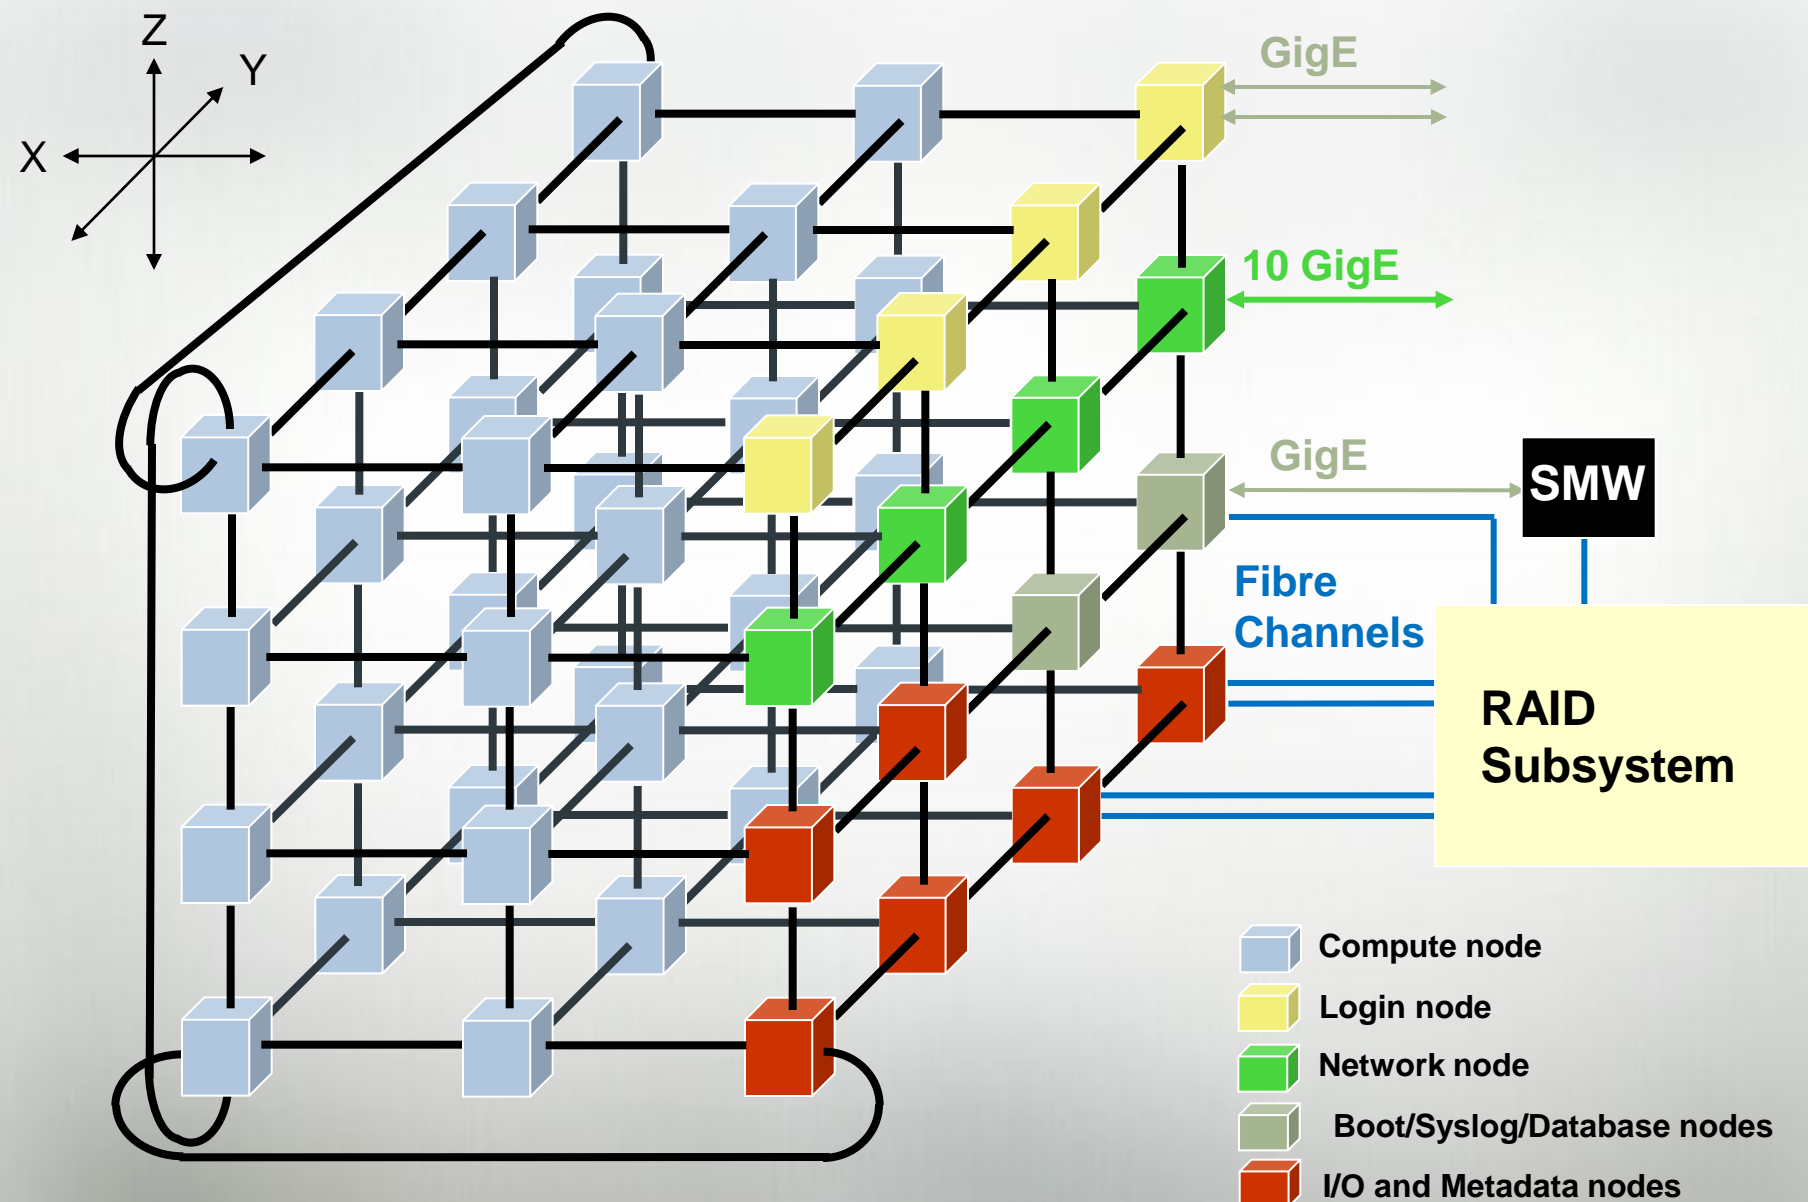 Z
Y
X
GigE
10 GigE
GigE
SMW
Fibre
Channels
RAID
Subsystem
Compute node
Login node
Network node
Boot/Syslog/Database nodes
I/O and Metadata nodes